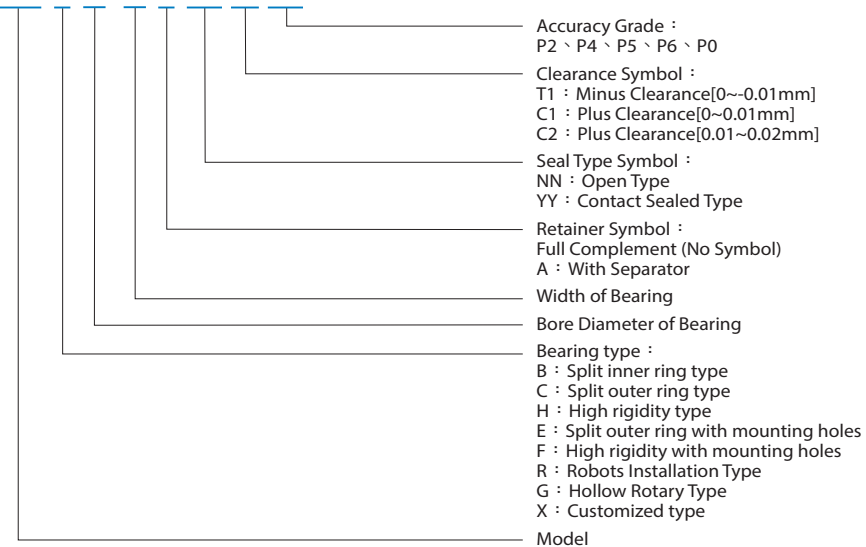 Accuracy Grade：
P2、P4、P5、P6、P0
Clearance Symbol：
T1：Minus Clearance[0~-0.01mm]
C1：Plus Clearance[0~0.01mm]
C2：Plus Clearance[0.01~0.02mm]
Seal Type Symbol：
NN：Open Type
YY：Contact Sealed Type
Retainer Symbol：
Full Complement (No Symbol)
A：With Separator
Width of Bearing
Bore Diameter of Bearing
Bearing type：
B：Split inner ring type
C：Split outer ring type
H：High rigidity type
E：Split outer ring with mounting holes
F：High rigidity with mounting holes
R：Robots Installation Type
G：Hollow Rotary Type
X：Customized type
Model